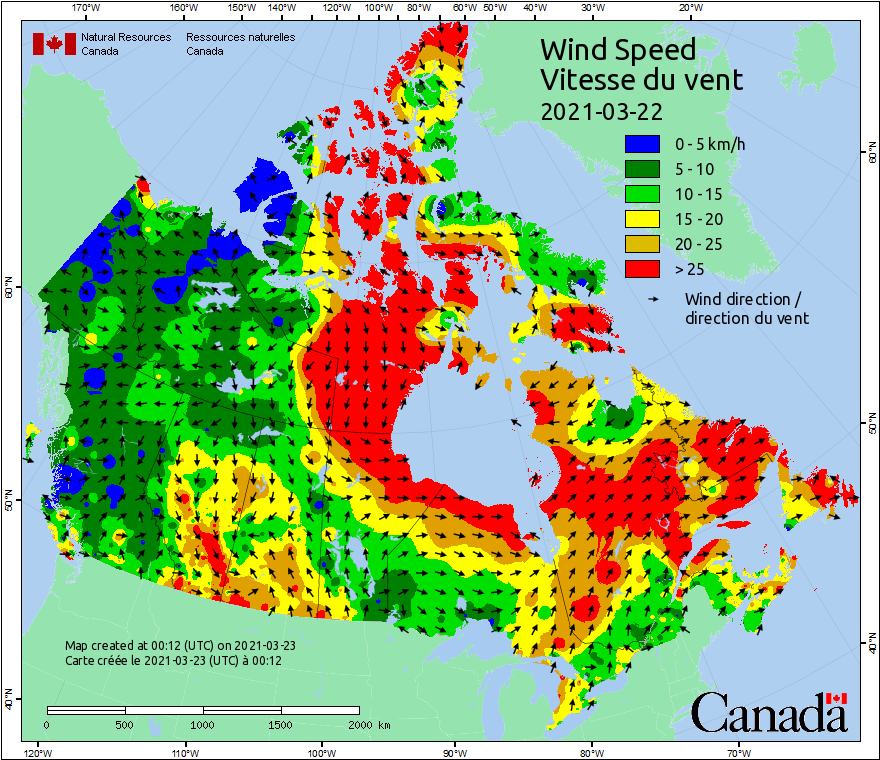 170°W 160°W 150°W 140°W 130°W 120°W 110°W 100°W 80°W 60°W 50°W 40°W 30°W 20°W
Natural Resources Canada
Ressources naturelles Canada
Wind Speed
Vitesse du vent
2021-03-22
0 - 5 km/h
5 - 10
10 - 15
15 - 20
20 - 25
> 25
Wind direction /
direction du vent
60°N
60°N
50°N
50°N
40°N
40°N
Map created at 00:12 (UTC) on 2021-03-23
Carte créée le 2021-03-23 (UTC) à 00:12
0 500 1000 1500 2000 km
Canada
120°W 110°W 100°W 90°W 80°W 70°W